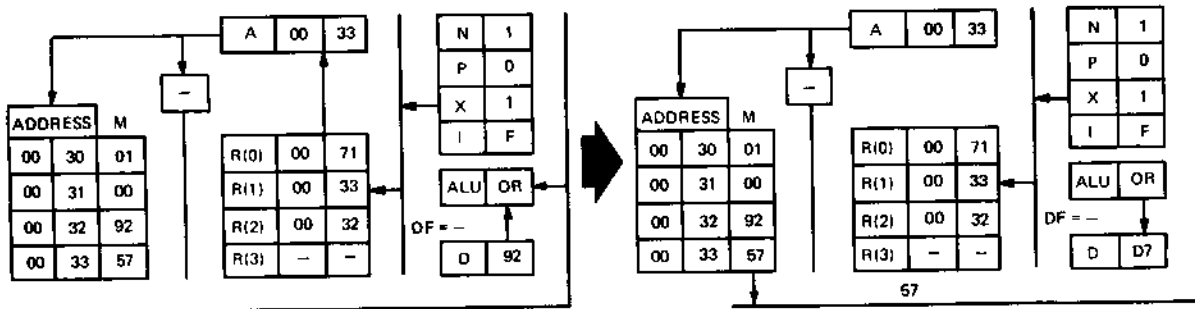 A 00 33
N 1
P 0
X 1
I F
–
ADDRESS M
00 30 01
00 31 00
00 32 92
00 33 57
R(0) 00 71
R(1) 00 33
R(2) 00 32
R(3) – –
ALU OR
DF = –
D 92
A 00 33
N 1
P 0
X 1
I F
–
ADDRESS M
00 30 01
00 31 00
00 32 92
00 33 57
R(0) 00 71
R(1) 00 33
R(2) 00 32
R(3) – –
ALU OR
DF = –
D D7
57